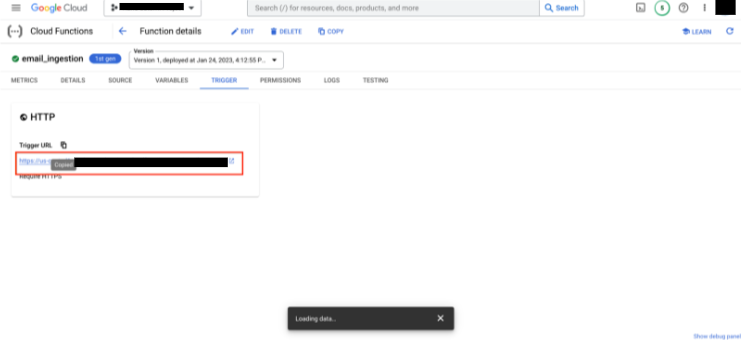 Google Cloud
Search (/) for resources, docs, products, and more
Search
5
Cloud Functions
Function details
EDIT
DELETE
COPY
LEARN
email_ingestion
1st gen
Version
Version 1, deployed at Jan 24, 2023, 4:12:55 P...
METRICS
DETAILS
SOURCE
VARIABLES
TRIGGER
PERMISSIONS
LOGS
TESTING
HTTP
Trigger URL
https://us-
Copied
Require HTTPS
Loading data...
Show debug panel